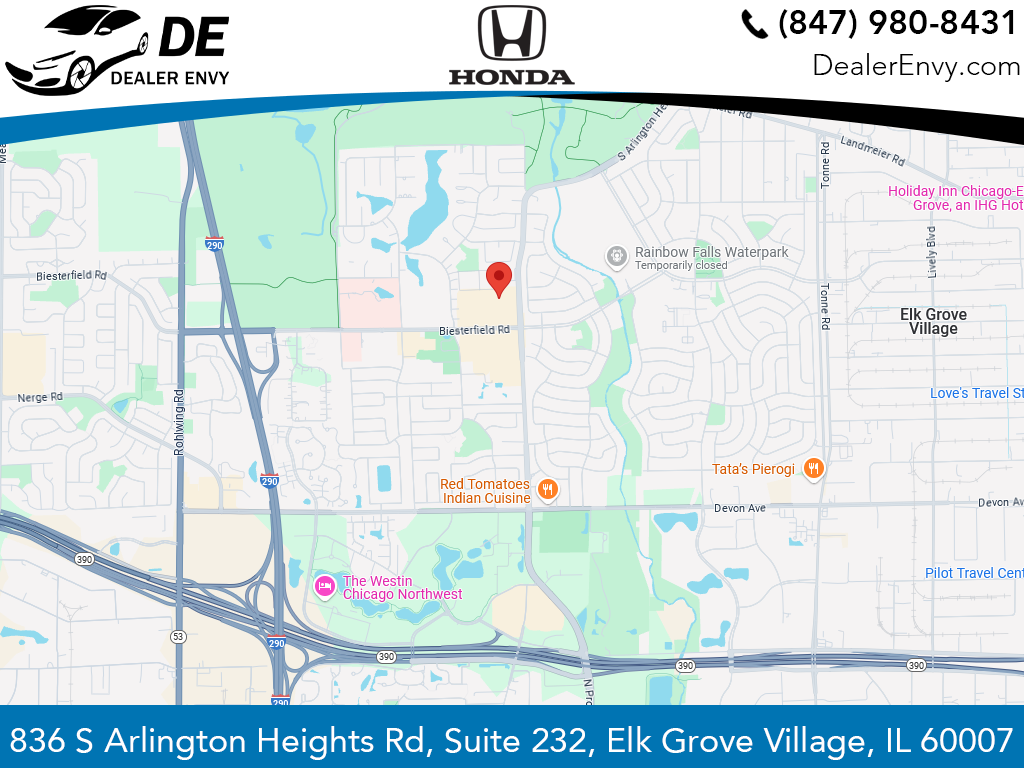 DE
DEALER ENVY
HONDA
(847) 980-8431
DealerEnvy.com
S Arlington He
Rd
Landmeier Rd
Tonne Rd
Holiday Inn Chicago-E
Grove, an IHG Hot
290
Lively Blvd
Rainbow Falls Waterpark
Temporarily closed
Biesterfield Rd
Tonne Rd
Elk Grove
Village
Biesterfield Rd
Nerge Rd
Rohlwing Rd
Love's Travel St
Tata's Pierogi
290
Red Tomatoes
Indian Cuisine
Devon Ave
Devon Av
390
The Westin
Chicago Northwest
Pilot Travel Cent
53
290
390
390
390
N Pro
290
836 S Arlington Heights Rd, Suite 232, Elk Grove Village, IL 60007